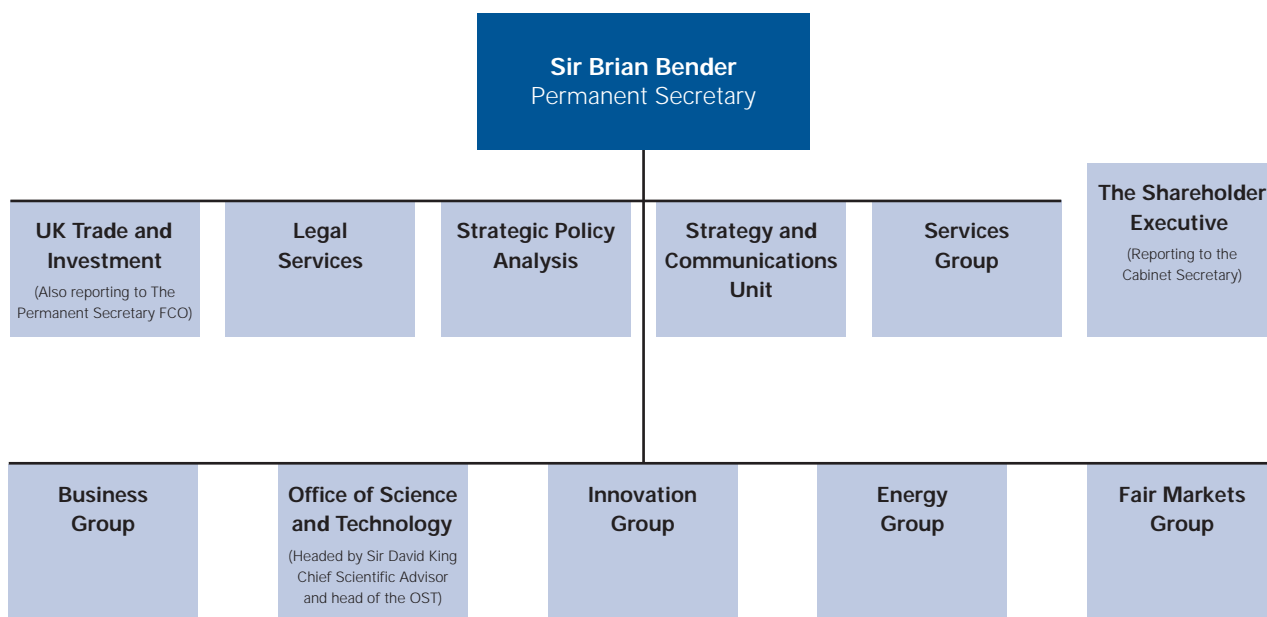 Sir Brian Bender
Permanent Secretary
UK Trade and
Investment
(Also reporting to The
Permanent Secretary FCO)
Legal
Services
Strategic Policy
Analysis
Strategy and
Communications
Unit
Services
Group
The Shareholder
Executive
(Reporting to the
Cabinet Secretary)
Business
Group
Office of Science
and Technology
(Headed by Sir David King
Chief Scientific Advisor
and head of the OST)
Innovation
Group
Energy
Group
Fair Markets
Group